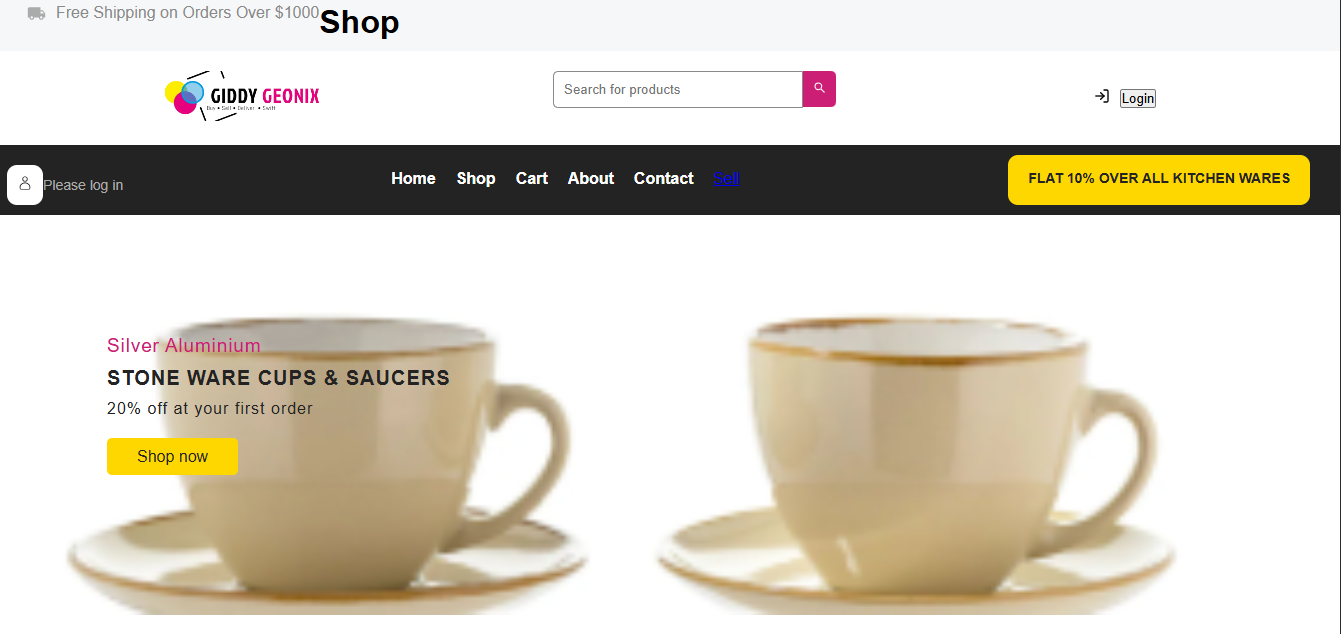 Free Shipping on Orders Over $1000
Shop
GIDDY GEONIX
Buy • Sell • Deliver • Swift
Search for products
Login
Please log in
Home Shop Cart About Contact Sell
FLAT 10% OVER ALL KITCHEN WARES
Silver Aluminium
STONE WARE CUPS & SAUCERS
20% off at your first order
Shop now